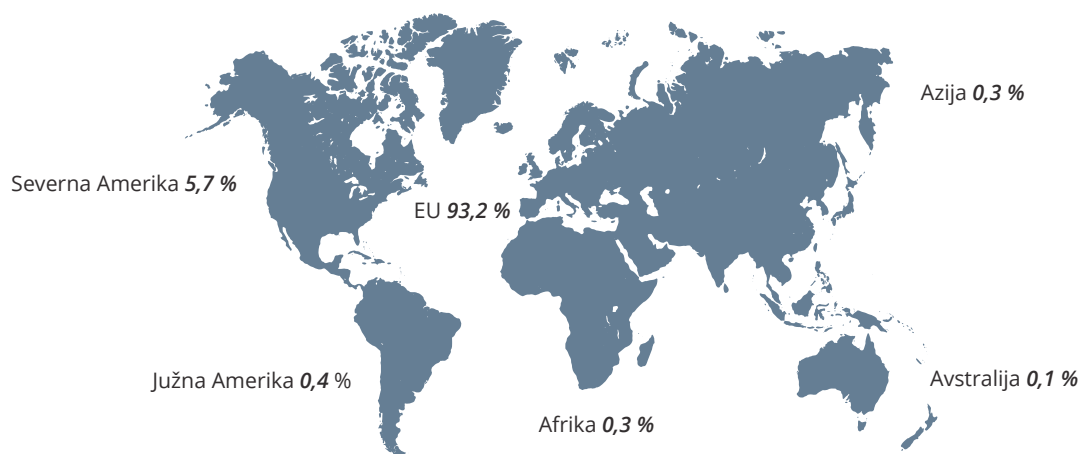 Azija 0,3 %
Severna Amerika 5,7 %
EU 93,2 %
Južna Amerika 0,4 %
Avstralija 0,1 %
Afrika 0,3 %